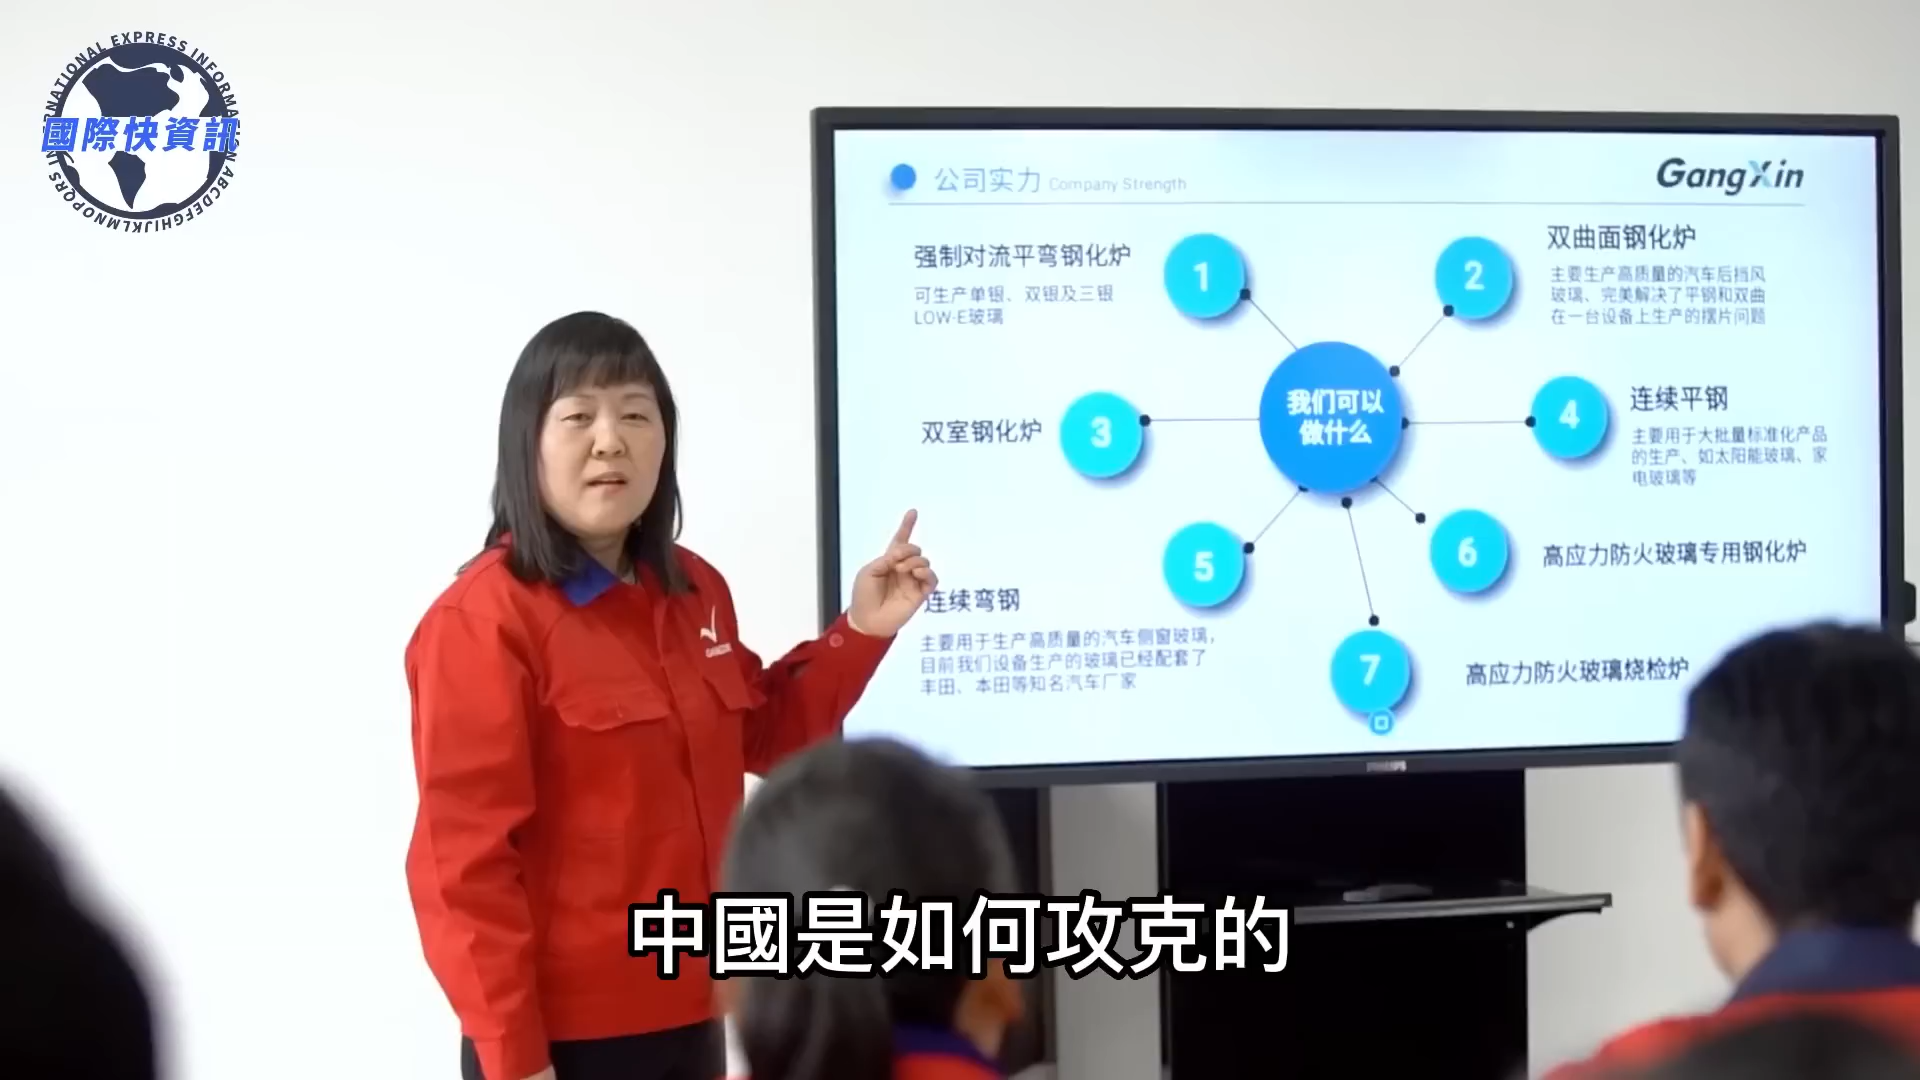 INTERNATIONAL EXPRESS INFORMATION ABCDEFGHIJKLMNOPQRS
國際快資訊
公司实力 Company Strength
GangXin
强制对流平弯钢化炉
可生产单银、双银及三银
LOW-E玻璃
1
2
双曲面钢化炉
主要生产高质量的汽车后挡风
玻璃、完美解决了平钢和双曲
在一台设备上生产的摆片问题
双室钢化炉
3
我们可以
做什么
4
连续平钢
主要用于大批量标准化产品
的生产、如太阳能玻璃、家
电玻璃等
5
连续弯钢
主要用于生产高质量的汽车侧窗玻璃，
目前我们设备生产的玻璃已经配套了
丰田、本田等知名汽车厂家
6
高应力防火玻璃专用钢化炉
7
高应力防火玻璃烧检炉
中國是如何攻克的